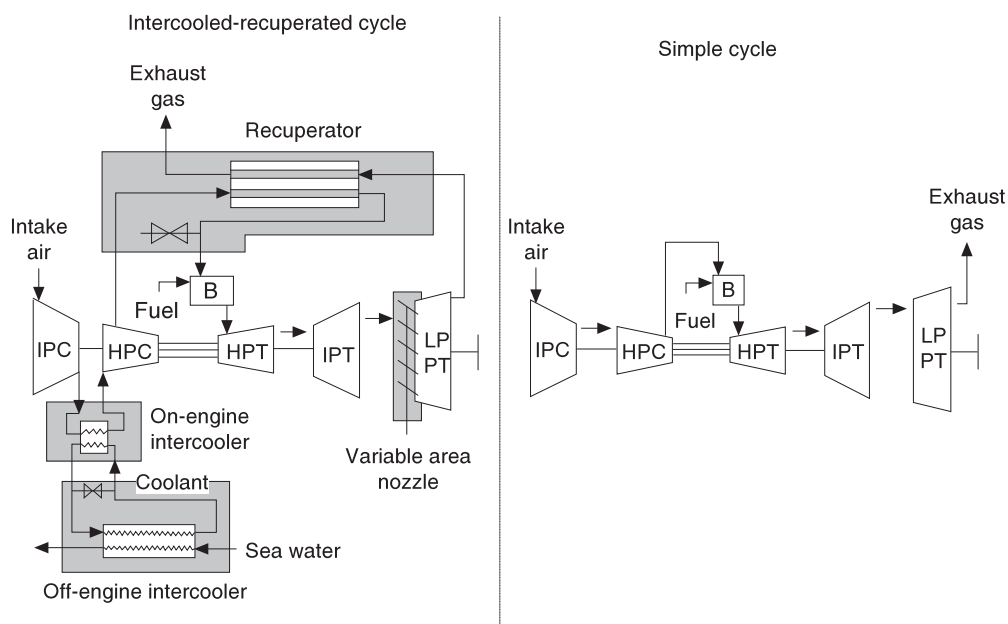 Intercooled-recuperated cycle
Exhaust
gas
Recuperator
Intake
air
Fuel
B
IPC
HPC
HPT
IPT
LP
PT
On-engine
intercooler
Variable area
nozzle
Coolant
Sea water
Off-engine intercooler
Simple cycle
Exhaust
gas
Intake
air
Fuel
B
IPC
HPC
HPT
IPT
LP
PT